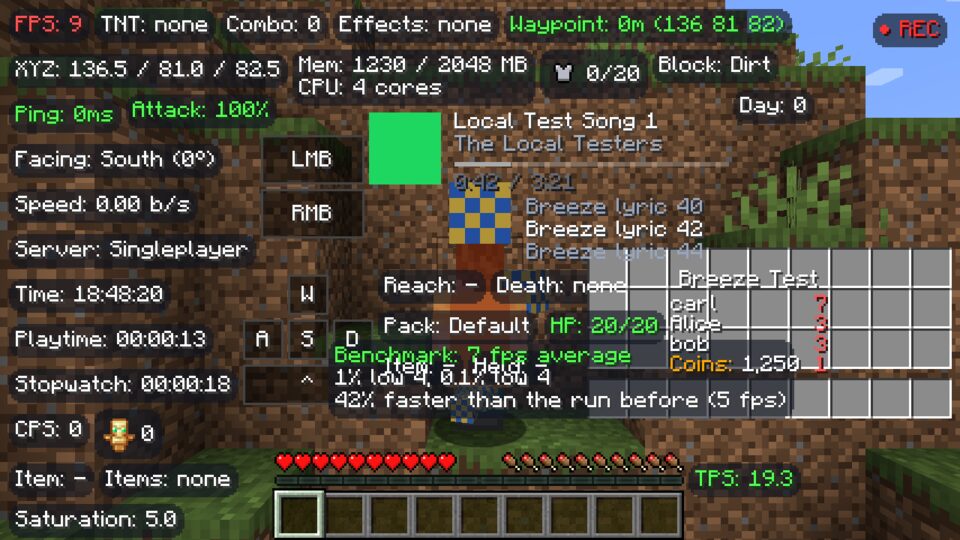 FPS: 9 TNT: none Combo: 0 Effects: none Waypoint: 0m (136 81 82) • REC
XYZ: 136.5 / 81.0 / 82.5 Mem: 1230 / 2048 MB 0/20 Block: Dirt
CPU: 4 cores
Ping: 0ms Attack: 100% Day: 0
Local Test Song 1
The Local Testers
0:42 / 3:21
Facing: South (0°) LMB
Speed: 0.00 b/s RMB
Breeze lyric 40
Breeze lyric 42
Breeze lyric 44
Server: Singleplayer
Reach: - Death: none
Breeze Test
carl 7
Alice 3
bob 3
Coins: 1,250 1
Time: 18:48:20 W
Pack: Default HP: 20/20
Playtime: 00:00:13 A S D
Benchmark: 7 fps average
Item: - Held: -
1% low 4, 0.1% low 4
42% faster than the run before (5 fps)
Stopwatch: 00:00:18 ^
CPS: 0 0
Item: - Items: none TPS: 19.3
Saturation: 5.0